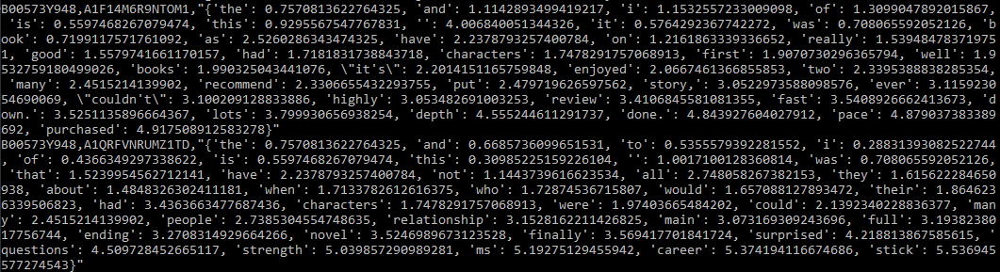 B00573Y948,A1F14M6R9NTOM1,"{'the': 0.7570813622764325, 'and': 1.1142893499419217, 'i': 1.1532557223008066, 'of': 1.3099047892015867,
 'is': 0.5597468267079474, 'this': 0.9295567547767831, '': 4.006840051344326, 'it': 0.5764292367742272, 'was': 0.708065592052126, '
ook': 0.7199117571761092, 'as': 2.5260286343474325, 'have': 2.2378793257400784, 'on': 1.2161863339336652, 'really': 1.53948478371975
1, 'good': 1.5579741661170157, 'had': 1.7181831738843718, 'characters': 1.7478291757068913, 'first': 1.9070730296365794, 'well': 1.9
532759180499026, 'books': 1.990325043441076, \"it's\": 2.2014151165759848, 'enjoyed': 2.0667461366855853, 'two': 2.3395388838285354,
'many': 2.4515214139902, 'recommend': 2.3306655432293755, 'put': 2.479719626597562, 'story,': 3.0522973588098576, 'ever': 3.1159230
54690069, \"couldn't\": 3.100209128833886, 'highly': 3.053482691003253, 'review': 3.4106844581081355, 'fast': 3.5408926662413673, 'd
own.': 3.5251135896664367, 'lots': 3.799930656938254, 'depth': 4.555244611291737, 'done.': 4.843927604027912, 'pace': 4.879037383389
692, 'purchased': 4.917508912583278}"
B00573Y948,A1QRFVNRUMZ1TD,"{'the': 0.7570813622764325, 'and': 0.6685736099651531, 'to': 0.5355579392281552, 'i': 0.28831393082522744
, 'of': 0.4366349297338622, 'is': 0.5597468267079474, 'this': 0.30985225159226104, '': 1.0017100128360814, 'was': 0.708065592052126,
 'that': 1.5239954562712141, 'have': 2.2378793257400784, 'not': 1.1443739616623534, 'all': 2.748058267382153, 'they': 1.615622284650
938, 'about': 1.4848326302411181, 'when': 1.7133782612616375, 'who': 1.72874536715807, 'would': 1.657088127893472, 'their': 1.864623
6339506823, 'had': 3.4363663477687436, 'characters': 1.7478291757068913, 'were': 1.97403665484202, 'could': 2.1392340228836377, 'man
y': 2.4515214139902, 'people': 2.7385304554748635, 'relationship': 3.1528162211426825, 'main': 3.073169309243696, 'full': 3.19382380
17756744, 'ending': 3.2708314929664266, 'novel': 3.5246989673123528, 'finally': 3.569417701841724, 'surprised': 4.218813867585615, '
questions': 4.509728452665117, 'strength': 5.039857290989281, 'ms': 5.19275129455942, 'career': 5.374194116674686, 'stick': 5.536945
577274543}"